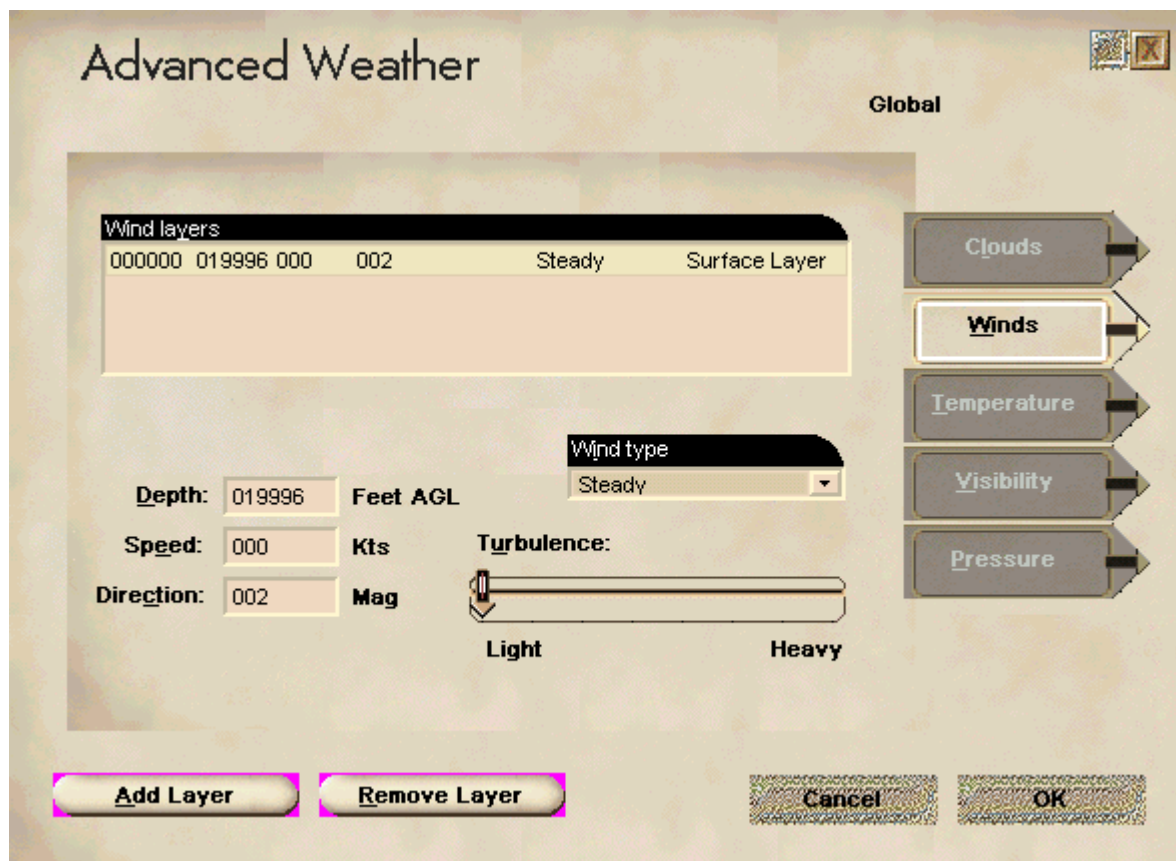 Advanced Weather
X
Global
Wind layers
000000 019996 000 002 Steady Surface Layer
Clouds
Winds
Temperature
Visibility
Pressure
Wind type
Steady
Depth: 019996 Feet AGL
Speed: 000 Kts
Direction: 002 Mag
Turbulence:
Light Heavy
Add Layer Remove Layer Cancel OK